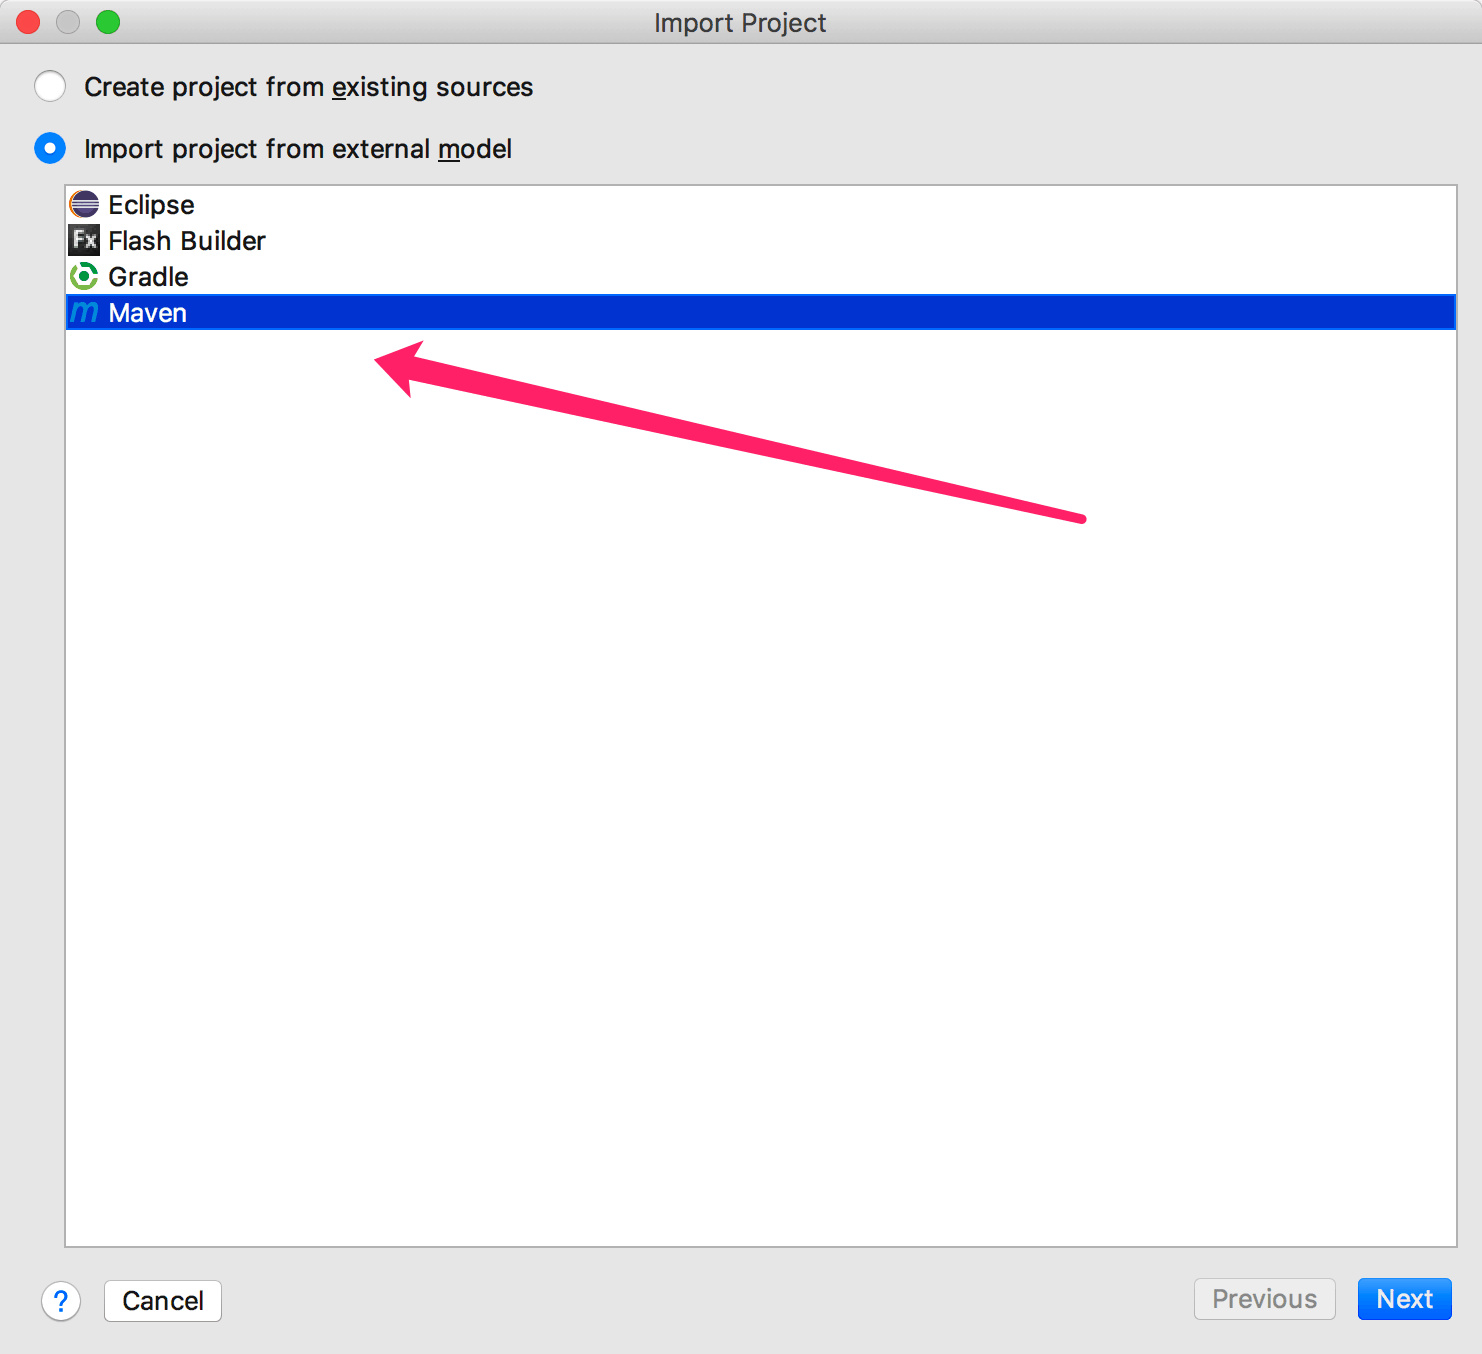 Import Project
Create project from existing sources
Import project from external model
Eclipse
Fx Flash Builder
Gradle
m Maven
? Cancel Previous Next